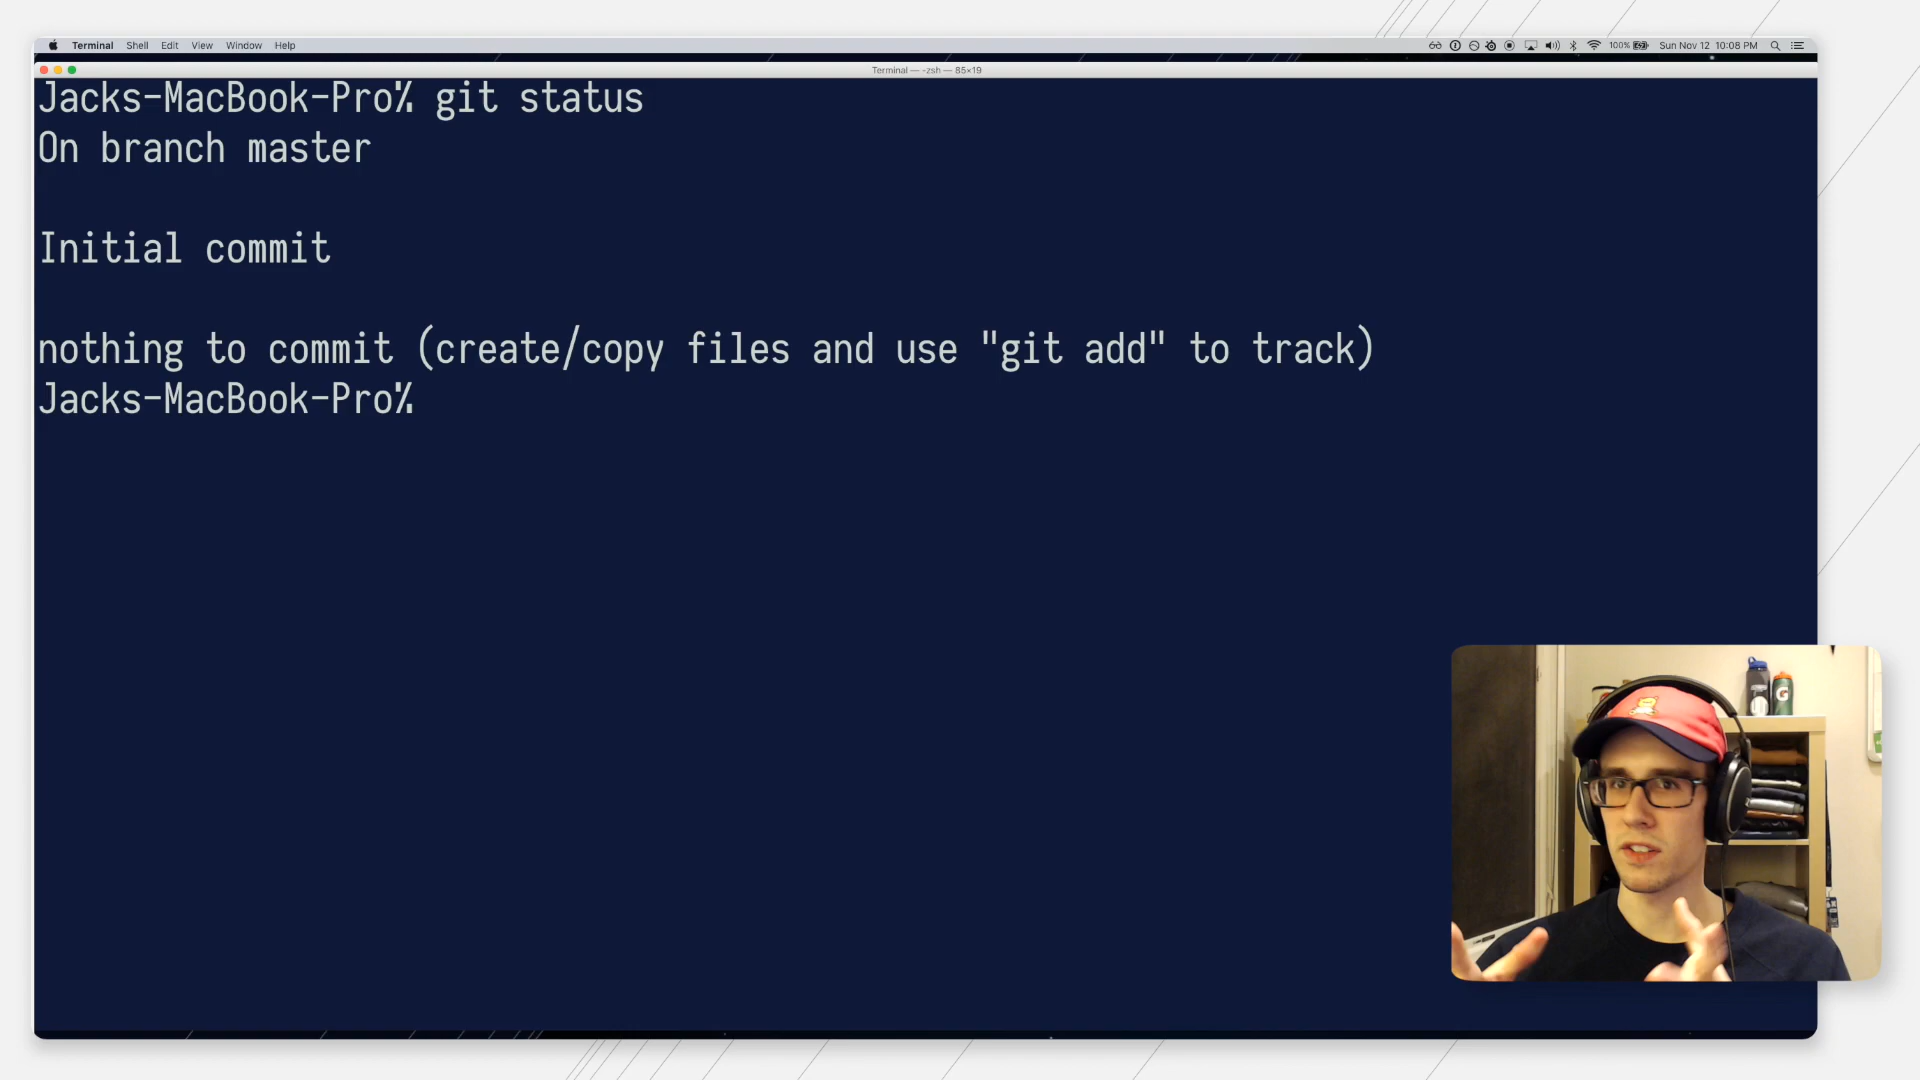 Terminal Shell Edit View Window Help 100% Sun Nov 12 10:08 PM
Terminal — -zsh — 85×19
Jacks-MacBook-Pro% git status
On branch master
Initial commit
nothing to commit (create/copy files and use "git add" to track)
Jacks-MacBook-Pro%
G